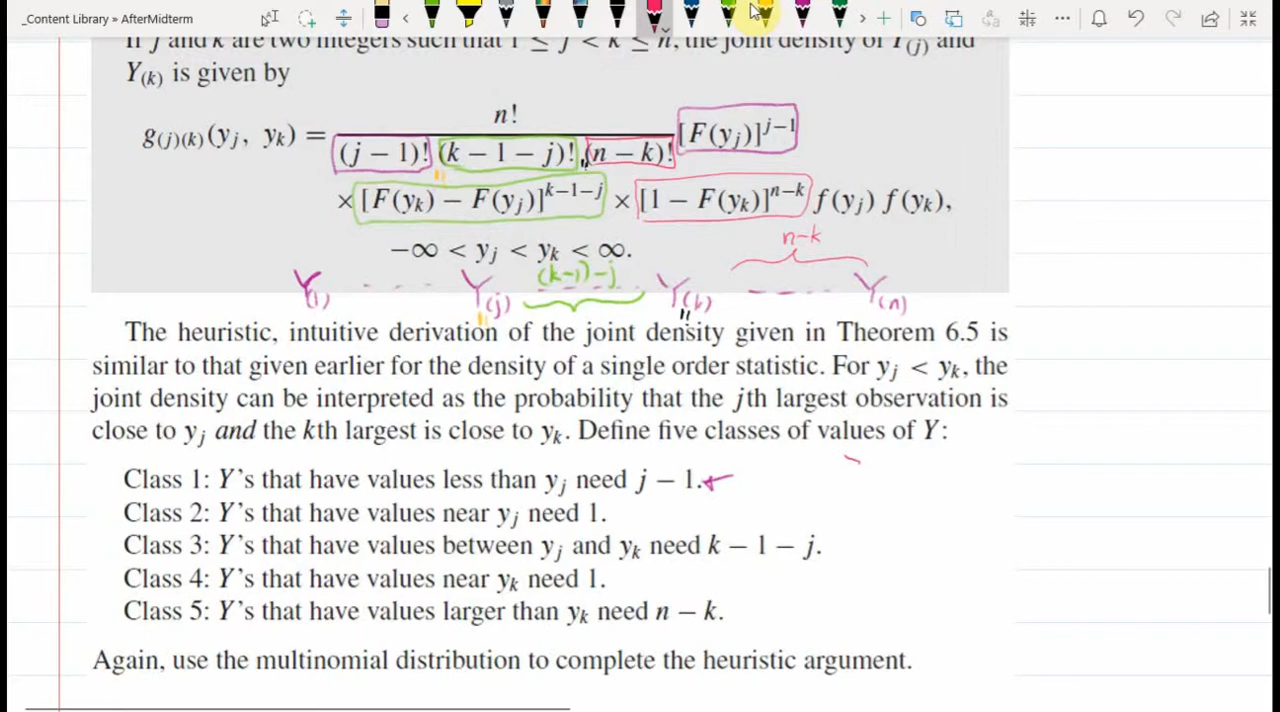 _Content Library » AfterMidterm
If j and k are two integers such that 1 ≤ j < k ≤ n, the joint density of Y(j) and
Y(k) is given by
g(j)(k)(yj, yk) = n! / (j − 1)! (k − 1 − j)! (n − k)! [F(yj)]^j−1
× [F(yk) − F(yj)]^k−1−j × [1 − F(yk)]^n−k f(yj) f(yk),
n-k
−∞ < yj < yk < ∞.
(k-1)-j
Y(1) .... Y(j) ..... Y(k) ..... Y(n)
The heuristic, intuitive derivation of the joint density given in Theorem 6.5 is
similar to that given earlier for the density of a single order statistic. For yj < yk, the
joint density can be interpreted as the probability that the jth largest observation is
close to yj and the kth largest is close to yk. Define five classes of values of Y:
Class 1: Y's that have values less than yj need j − 1.
Class 2: Y's that have values near yj need 1.
Class 3: Y's that have values between yj and yk need k − 1 − j.
Class 4: Y's that have values near yk need 1.
Class 5: Y's that have values larger than yk need n − k.
Again, use the multinomial distribution to complete the heuristic argument.